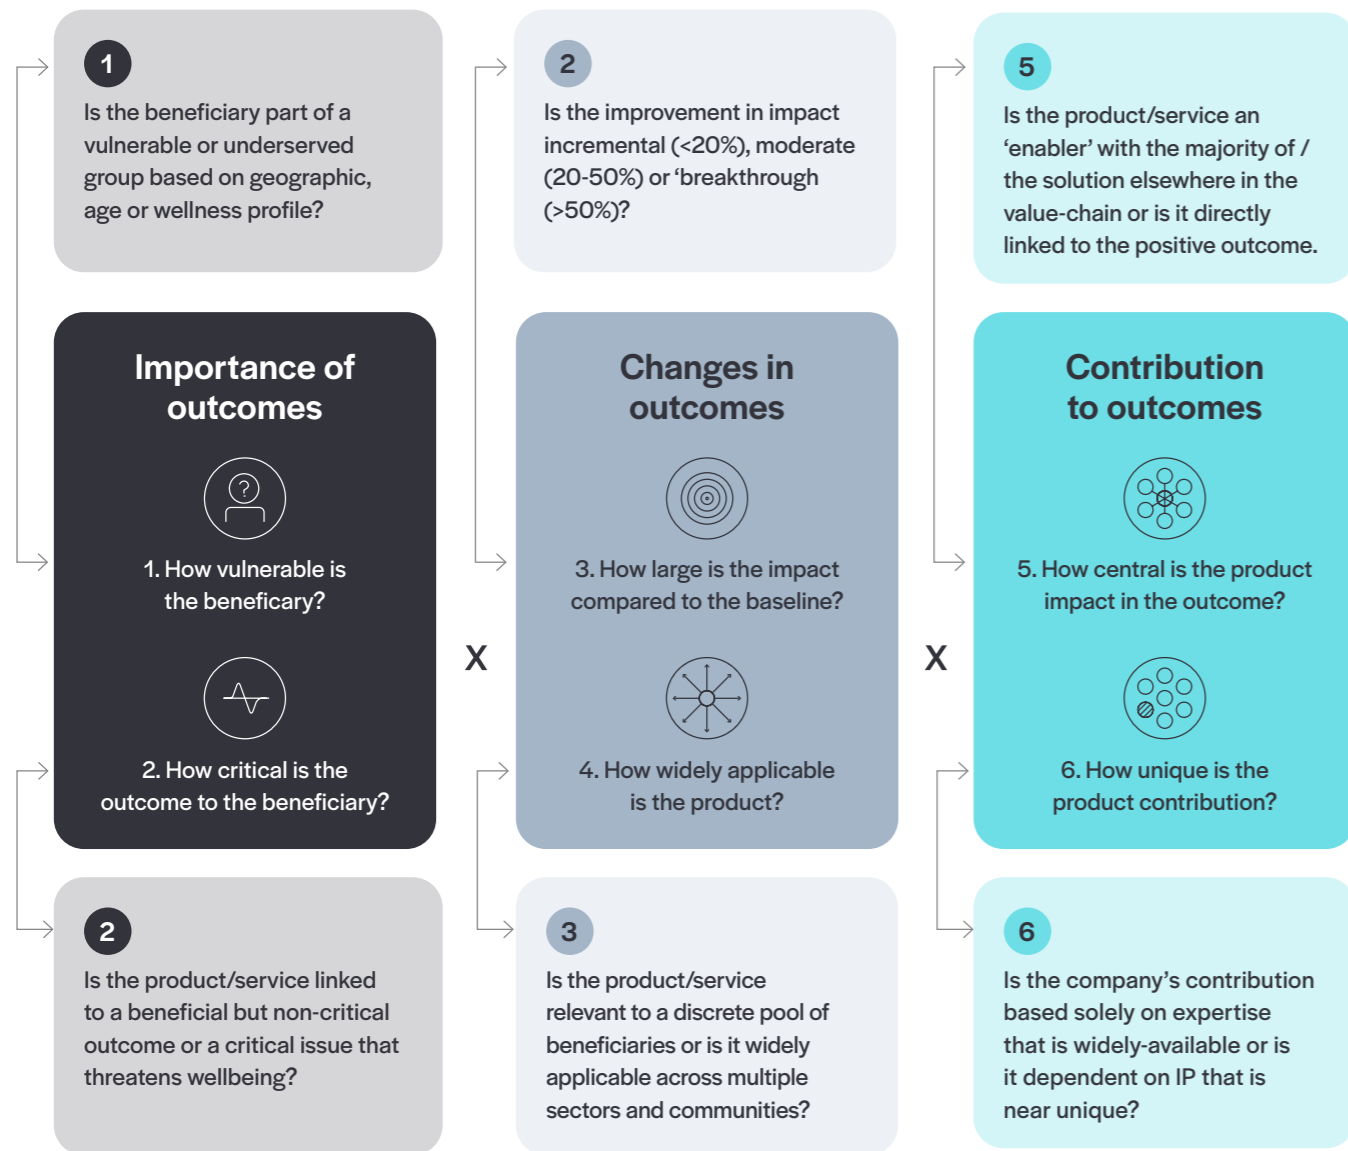 1
Is the beneficiary part of a
vulnerable or underserved
group based on geographic,
age or wellness profile?
2
Is the improvement in impact
incremental (<20%), moderate
(20-50%) or ‘breakthrough
(>50%)?
5
Is the product/service an
‘enabler’ with the majority of /
the solution elsewhere in the
value-chain or is it directly
linked to the positive outcome.
Importance of
outcomes
?
1. How vulnerable is
the beneficary?
2. How critical is the
outcome to the beneficiary?
X
Changes in
outcomes
3. How large is the impact
compared to the baseline?
4. How widely applicable
is the product?
X
Contribution
to outcomes
5. How central is the product
impact in the outcome?
6. How unique is the
product contribution?
2
Is the product/service linked
to a beneficial but non-critical
outcome or a critical issue that
threatens wellbeing?
3
Is the product/service
relevant to a discrete pool of
beneficiaries or is it widely
applicable across multiple
sectors and communities?
6
Is the company’s contribution
based solely on expertise
that is widely-available or is
it dependent on IP that is
near unique?